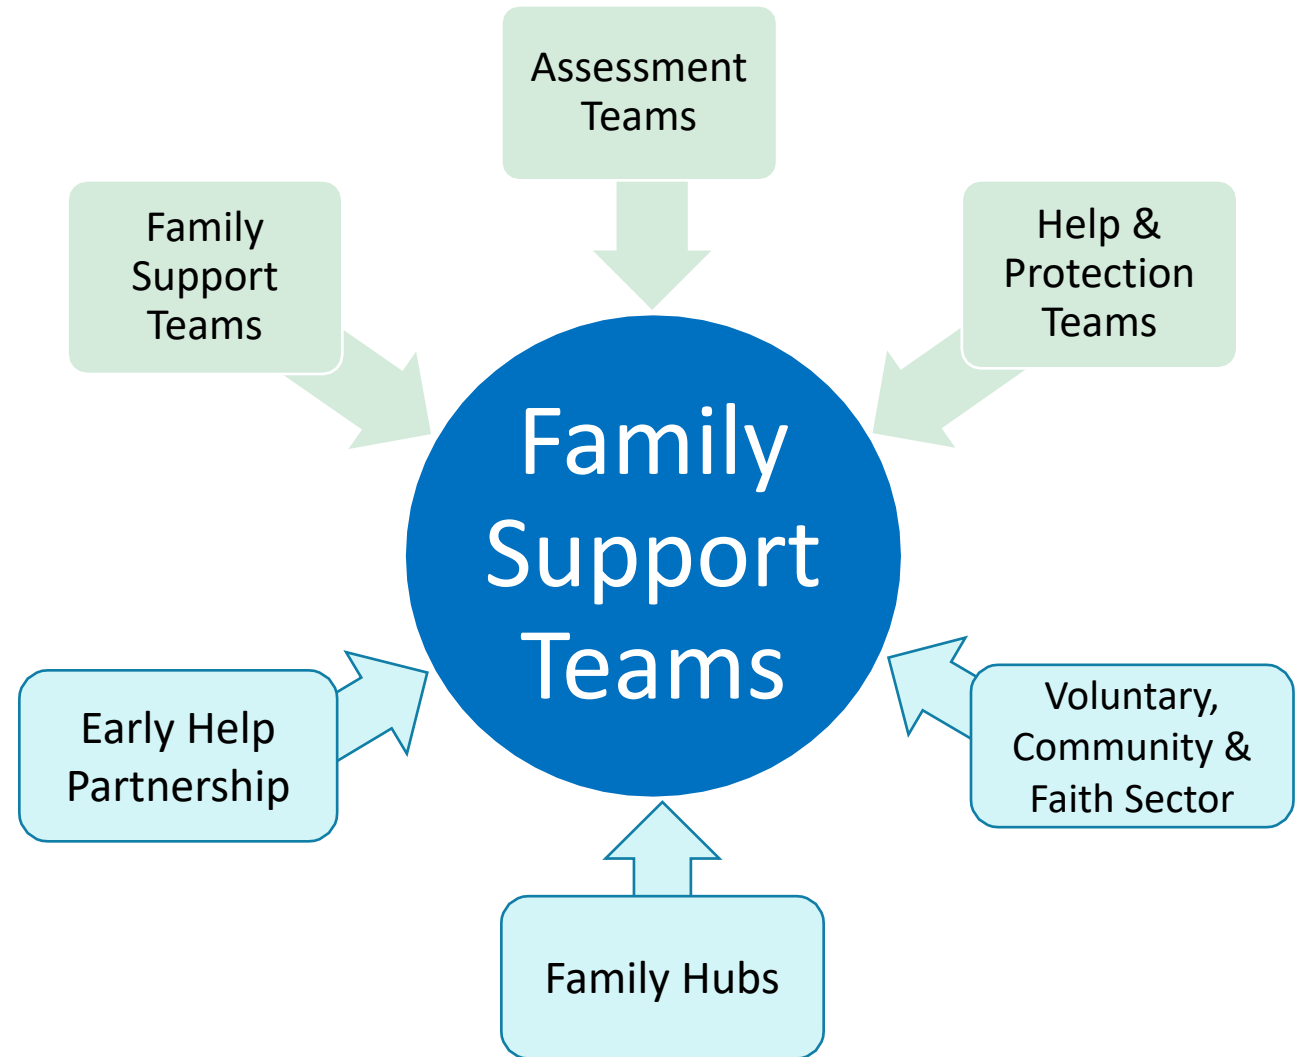 Assessment
Teams
Family
Support
Teams
Help &
Protection
Teams
Family
Support
Teams
Early Help
Partnership
Voluntary,
Community &
Faith Sector
Family Hubs